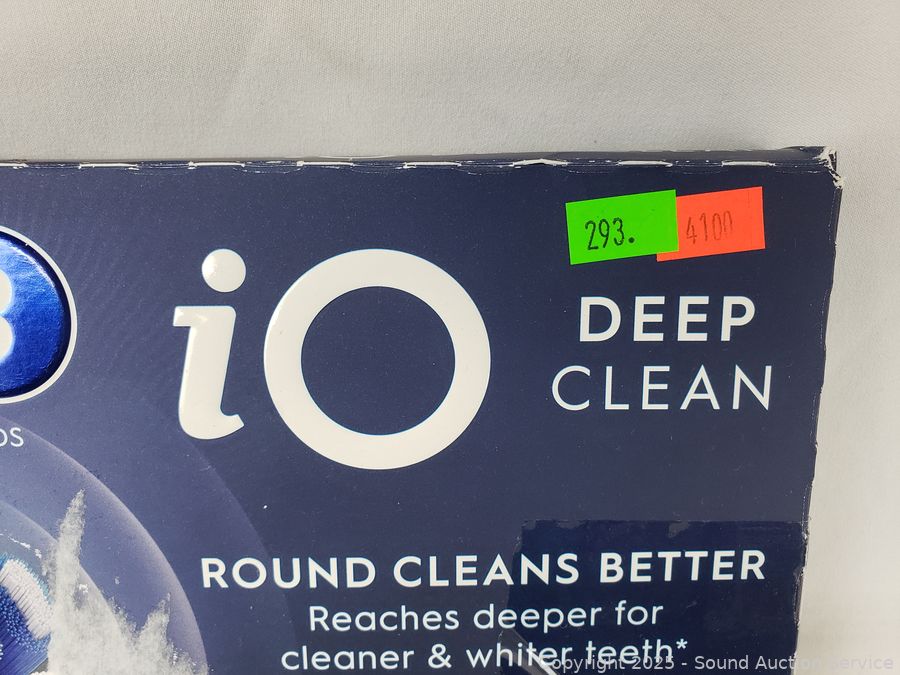 293.
4100
iO
DEEP
CLEAN
DS
ROUND CLEANS BETTER
Reaches deeper for
cleaner & whiter teeth*
Copyright 2025 - Sound Auction Service